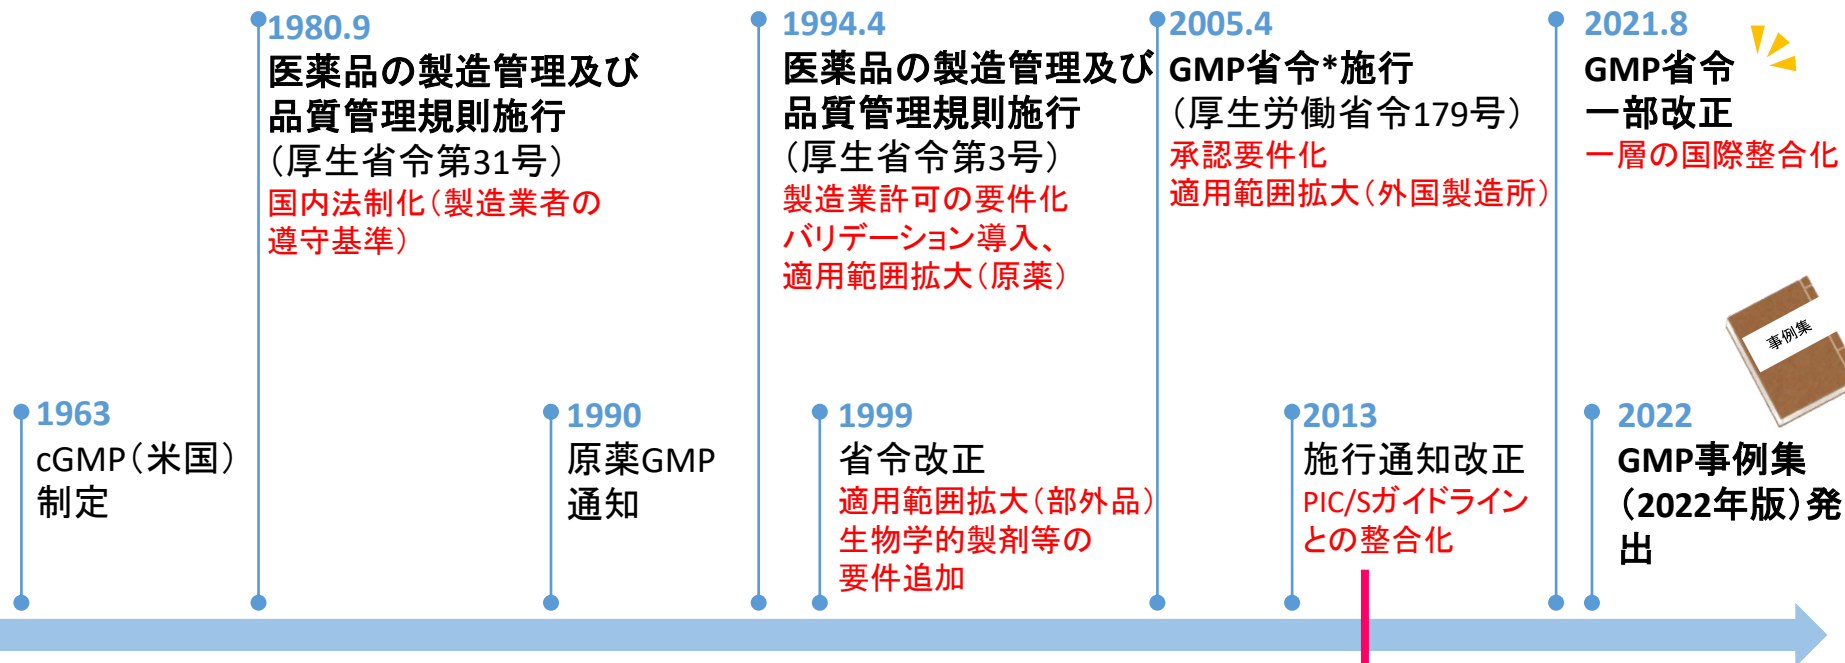 1980.9
医薬品の製造管理及び
品質管理規則施行
（厚生省令第31号）
国内法制化（製造業者の
遵守基準）
1994.4
医薬品の製造管理及び
品質管理規則施行
（厚生省令第3号）
製造業許可の要件化
バリデーション導入、
適用範囲拡大（原薬）
2005.4
GMP省令*施行
（厚生労働省令179号）
承認要件化
適用範囲拡大（外国製造所）
2021.8
GMP省令
一部改正
一層の国際整合化
事例集
1963
cGMP（米国）
制定
1990
原薬GMP
通知
1999
省令改正
適用範囲拡大（部外品）
生物学的製剤等の
要件追加
2013
施行通知改正
PIC/Sガイドライン
との整合化
2022
GMP事例集
（2022年版）発
出